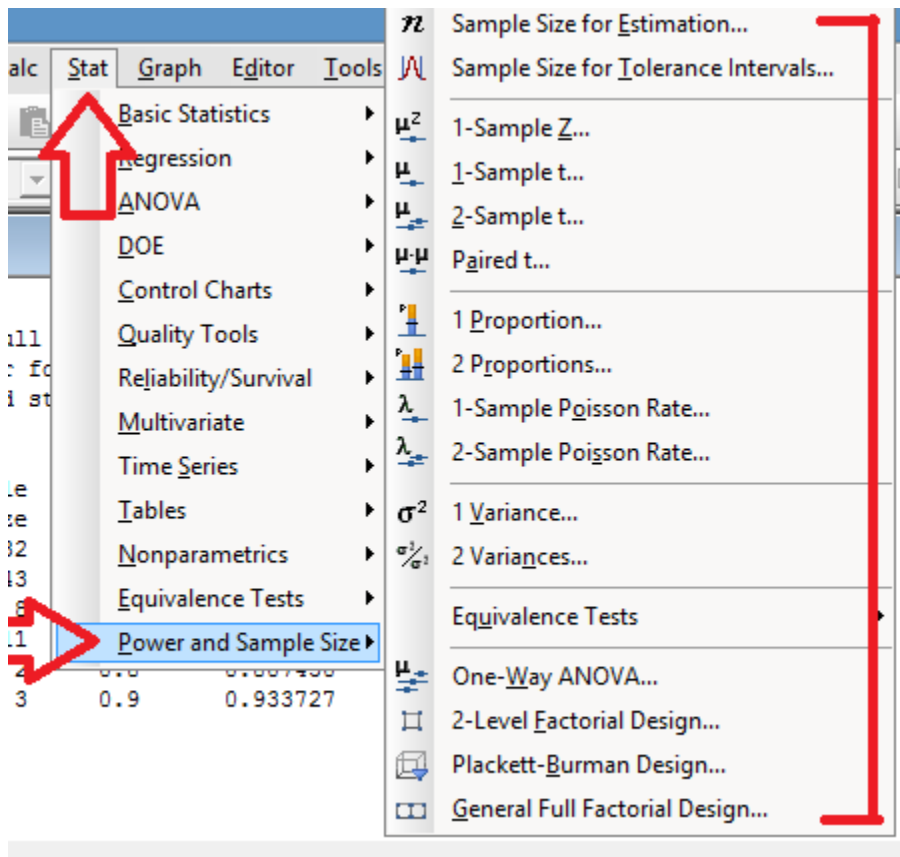 alc Stat Graph Editor Tools
Basic Statistics
Regression
ANOVA
DOE
Control Charts
Quality Tools
Reliability/Survival
Multivariate
Time Series
Tables
Nonparametrics
Equivalence Tests
Power and Sample Size
n Sample Size for Estimation...
Sample Size for Tolerance Intervals...
µZ 1-Sample Z...
µ 1-Sample t...
µ 2-Sample t...
µ-µ Paired t...
P 1 Proportion...
P 2 Proportions...
λ 1-Sample Poisson Rate...
λ 2-Sample Poisson Rate...
σ² 1 Variance...
σ²/σ² 2 Variances...
Equivalence Tests
µ One-Way ANOVA...
2-Level Factorial Design...
Plackett-Burman Design...
General Full Factorial Design...
3 0.9 0.933727